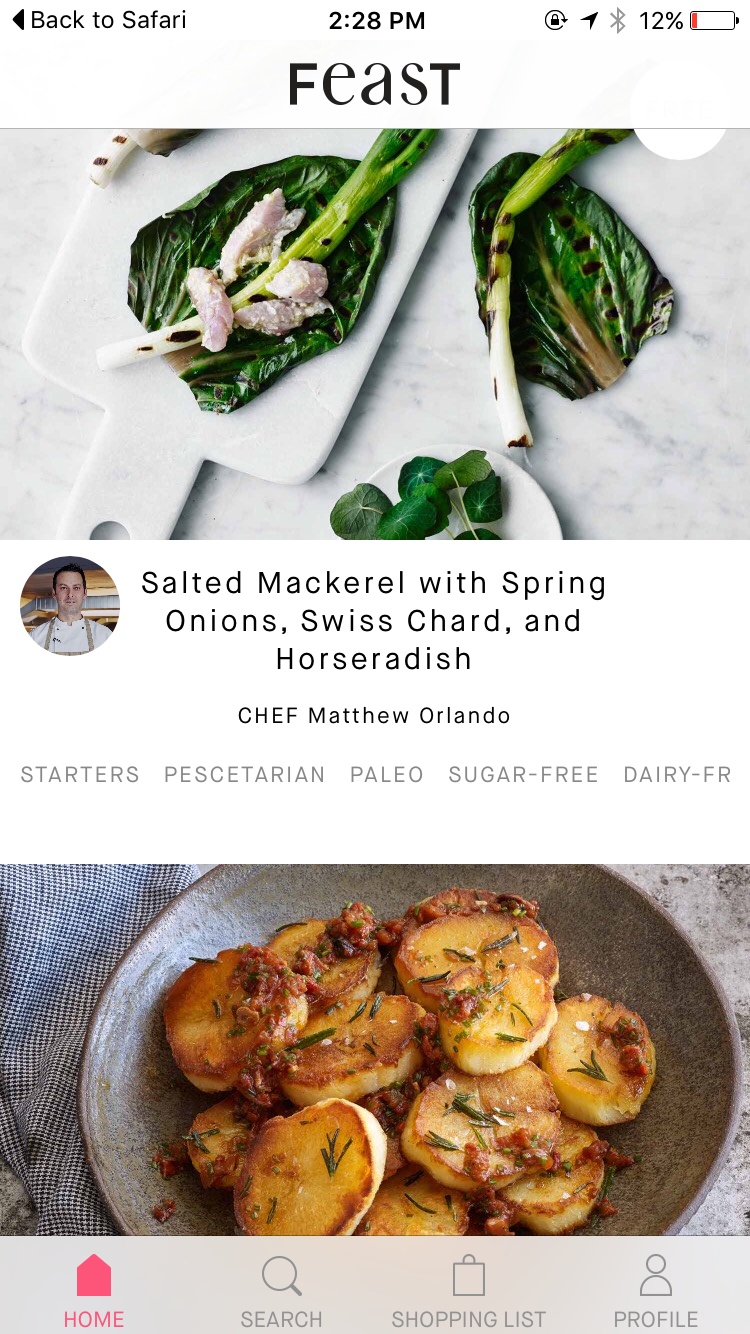 Back to Safari 2:28 PM 12%
Feast
Salted Mackerel with Spring
Onions, Swiss Chard, and
Horseradish
CHEF Matthew Orlando
STARTERS PESCETARIAN PALEO SUGAR-FREE DAIRY-FR
HOME SEARCH SHOPPING LIST PROFILE